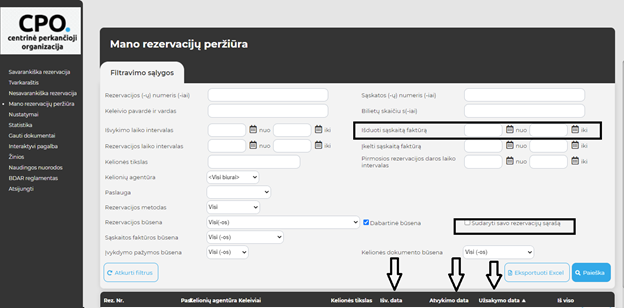 CPO.
centrinė perkančioji
organizacija
Savarankiška rezervacija
Tvarkaraštis
Nesavarankiška rezervacija
Mano rezervacijų peržiūra
Nustatymai
Statistika
Gauti dokumentai
Interaktyvi pagalba
Žinios
Naudingos nuorodos
BDAR reglamentas
Atsijungti
Mano rezervacijų peržiūra
Filtravimo sąlygos
Rezervacijos (-ų) numeris (-iai)
Sąskaitos (-ų) numeris (-iai)
Keleivio pavardė ir vardas
Bilietų skaičiu s(-iai)
Išvykimo laiko intervalas nuo iki
Išduoti sąskaitą faktūrą nuo iki
Rezervacijos laiko intervalas nuo iki
Įkelti sąskaitą faktūrą nuo iki
Kelionės tikslas
Pirmosios rezervacijos daros laiko
intervalas nuo iki
Kelionių agentūra <Visi biurai>
Paslauga
Rezervacijos metodas Visi
Rezervacijos būsena Visi(-os) Dabartinė būsena
Sudaryti savo rezervacijų sąrašą
Sąskaitos faktūros būsena Visi (-os)
Įvykdymo pažymos būsena Visi (-os)
Kelionės dokumento būsena Visi (-os)
Atkurti filtrus
Eksportuoti Excel
Paieška
Rez. Nr. Kelionių agentūra Keleiviai Kelionės tikslas Išv. data Atvykimo data Užsakymo data ▲ Iš viso